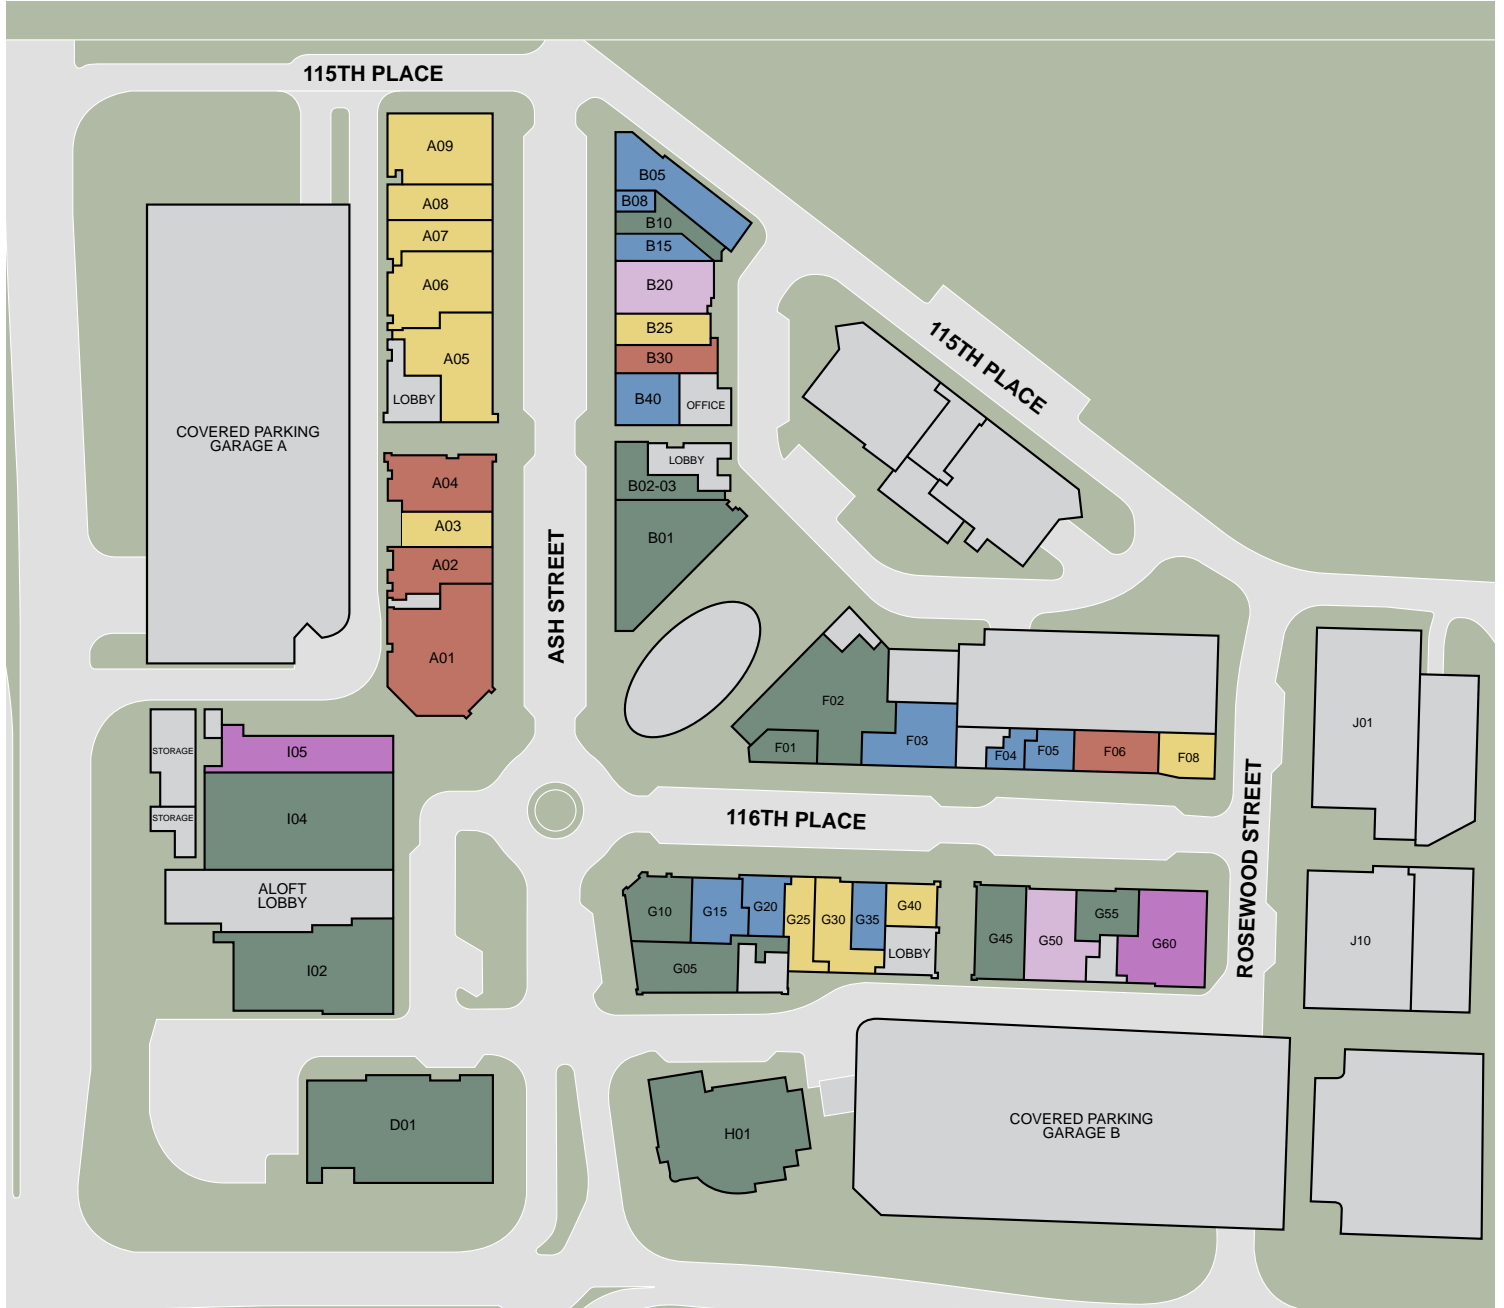 115TH PLACE
A09
A08
A07
A06
A05
LOBBY
COVERED PARKING
GARAGE A
A04
A03
A02
A01
ASH STREET
B05
B08
B10
B15
B20
B25
B30
B40
OFFICE
LOBBY
B02-03
B01
115TH PLACE
F02
F01
F03
F04
F05
F06
F08
J01
STORAGE
STORAGE
I05
I04
ALOFT
LOBBY
I02
116TH PLACE
ROSEWOOD STREET
G10
G15
G20
G25
G30
G35
G40
LOBBY
G05
G45
G50
G55
G60
J10
D01
H01
COVERED PARKING
GARAGE B